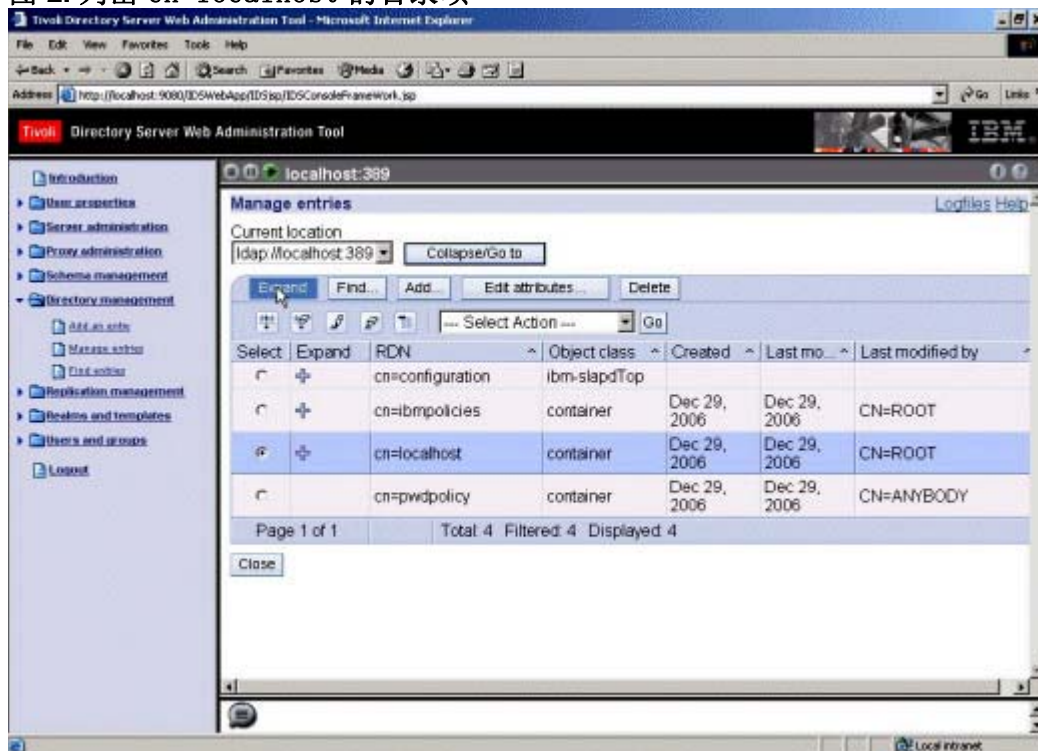 图 2. 列出 cn=localhost 的目录项
Tivoli Directory Server Web Administration Tool - Microsoft Internet Explorer
File Edit View Favorites Tools Help
Back Search Favorites Media
Address http://localhost:9080/IDSWebApp/IDSjsp/IDSConsoleFrameWork.jsp Go Links
Tivoli Directory Server Web Administration Tool IBM.
Introduction
User properties
Server administration
Proxy administration
Schema management
Directory management
Add an entry
Manage entries
Find entries
Replication management
Realms and templates
Users and groups
Logout
localhost:389
Manage entries Logfiles Help
Current location
ldap://localhost:389 Collapse/Go to
Expand Find... Add... Edit attributes... Delete
--- Select Action --- Go
Select Expand RDN Object class Created Last mo... Last modified by
cn=configuration ibm-slapdTop
cn=ibmpolicies container Dec 29, 2006 Dec 29, 2006 CN=ROOT
cn=localhost container Dec 29, 2006 Dec 29, 2006 CN=ROOT
cn=pwdpolicy container Dec 29, 2006 Dec 29, 2006 CN=ANYBODY
Page 1 of 1 Total: 4 Filtered: 4 Displayed: 4
Close
Local intranet